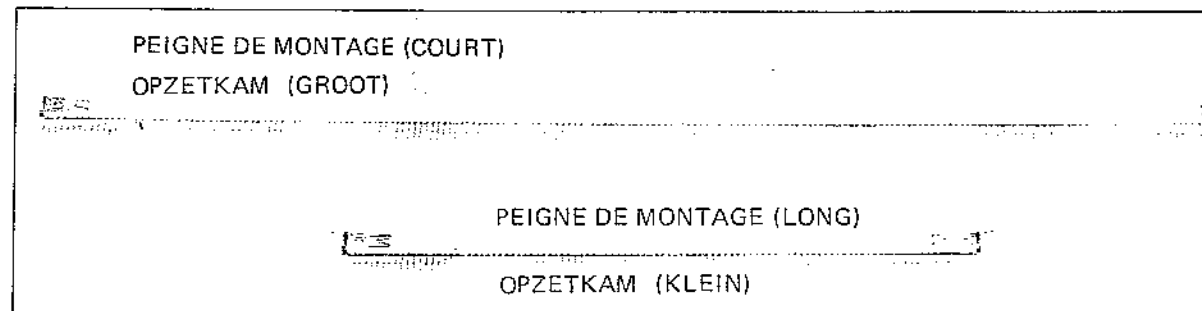 PEIGNE DE MONTAGE (COURT)
OPZETKAM (GROOT)
PEIGNE DE MONTAGE (LONG)
OPZETKAM (KLEIN)